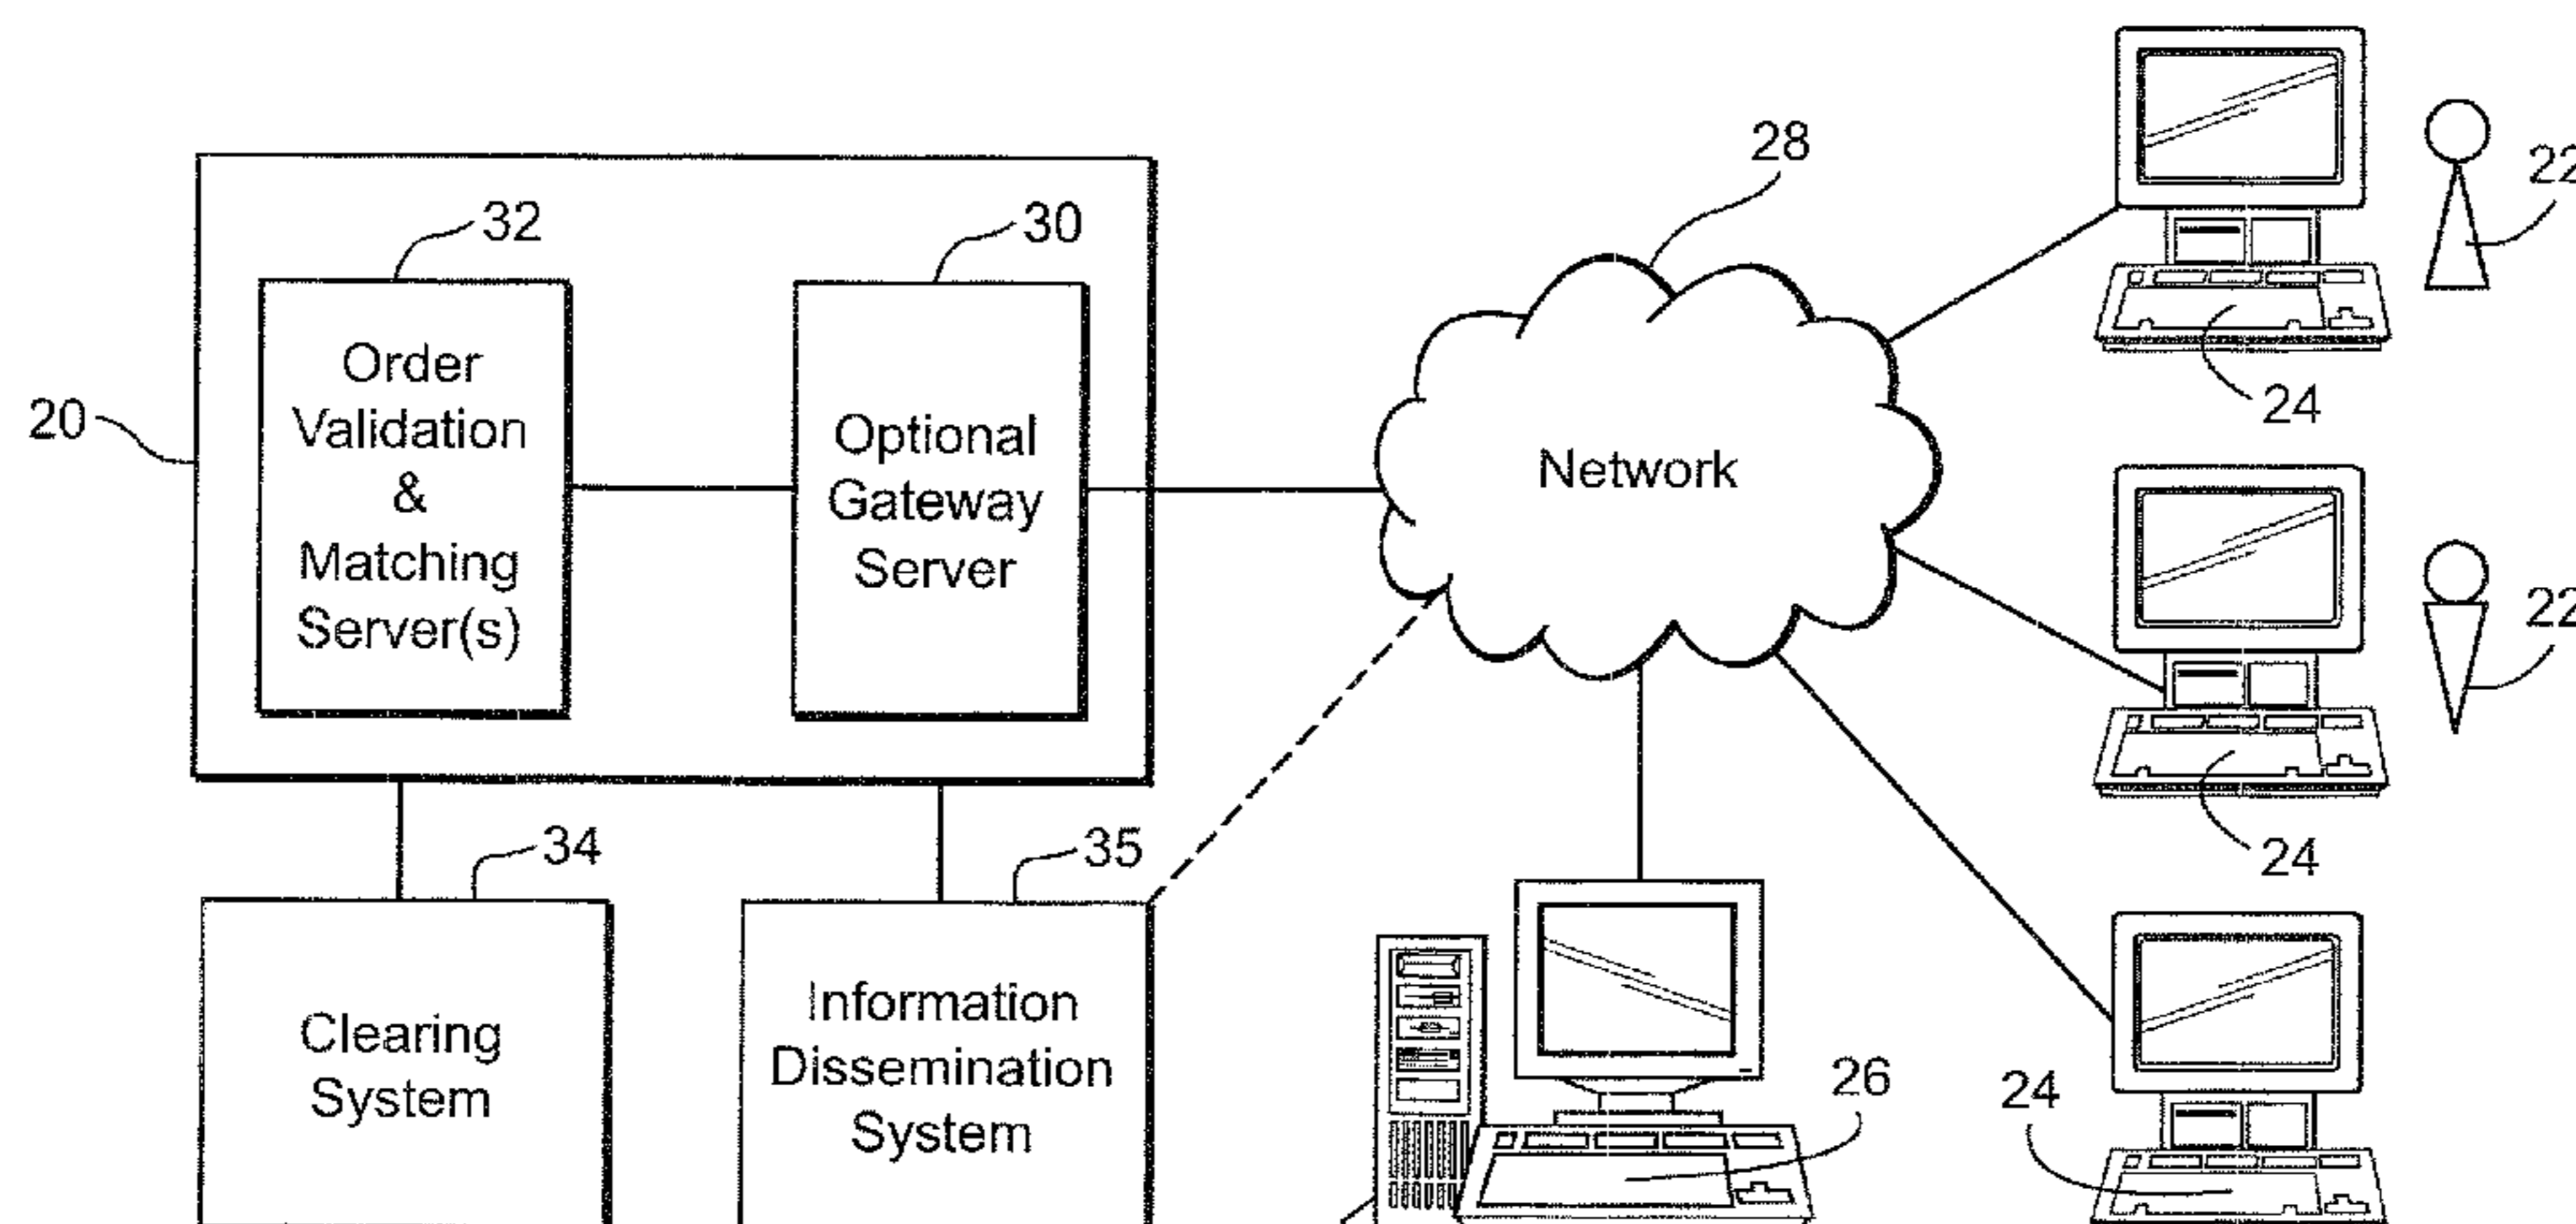 28
22
32
30
Order
Validation
&
Matching
Server(s)
20
Optional
Gateway
Server
Network
24
22
24
34
35
Clearing
System
Information
Dissemination
System
26
24